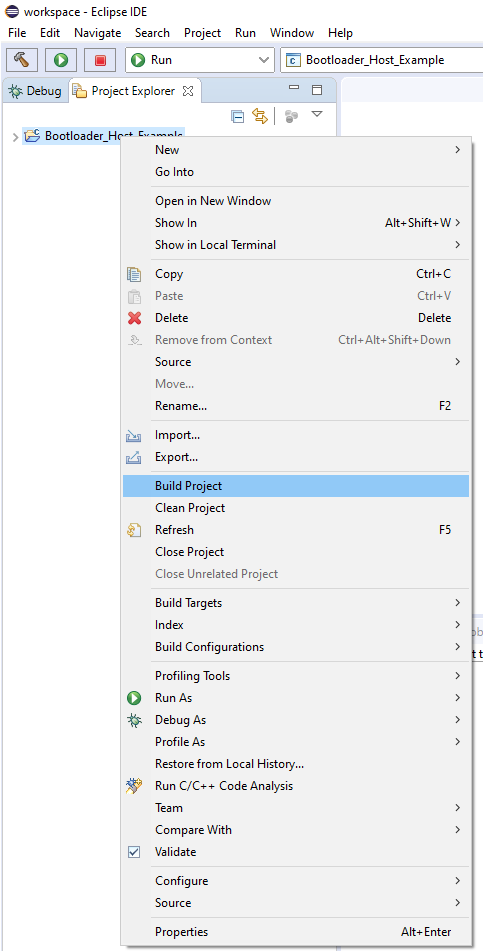 workspace - Eclipse IDE
File Edit Navigate Search Project Run Window Help
Run Bootloader_Host_Example
Debug Project Explorer
Bootloader_Host_Example
New
Go Into
Open in New Window
Show In Alt+Shift+W
Show in Local Terminal
Copy Ctrl+C
Paste Ctrl+V
Delete Delete
Remove from Context Ctrl+Alt+Shift+Down
Source
Move...
Rename... F2
Import...
Export...
Build Project
Clean Project
Refresh F5
Close Project
Close Unrelated Project
Build Targets
Index
Build Configurations
Profiling Tools
Run As
Debug As
Profile As
Restore from Local History...
Run C/C++ Code Analysis
Team
Compare With
Validate
Configure
Source
Properties Alt+Enter